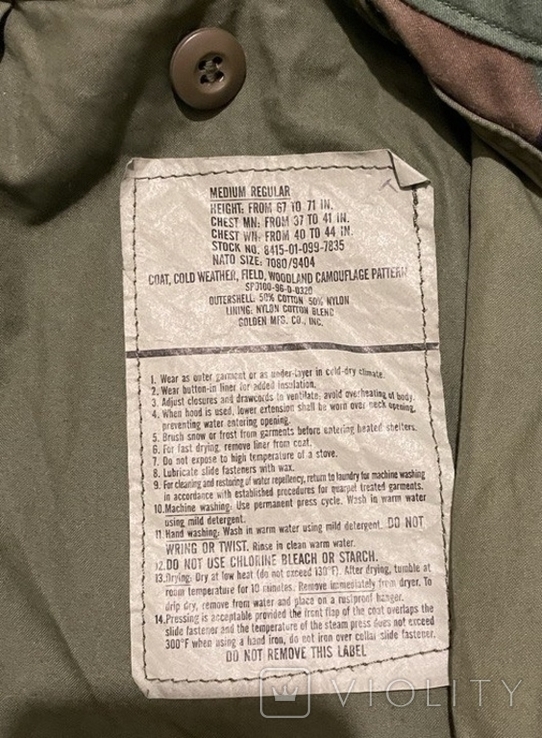 MEDIUM REGULAR
HEIGHT: FROM 67 TO 71 IN.
CHEST MN: FROM 37 TO 41 IN.
CHEST WN: FROM 40 TO 44 IN.
STOCK NO. 8415-01-099-7835
NATO SIZE: 7080/9404
COAT, COLD WEATHER, FIELD, WOODLAND CAMOUFLAGE PATTERN
SPO100-96-D-0320
OUTERSHELL: 50% COTTON 50% NYLON
LINING: NYLON COTTON BLEND
GOLDEN MFG. CO., INC.
1. Wear as outer garment or as under-layer in cold-dry climate.
2. Wear button-in liner for added insulation.
3. Adjust closures and drawcords to ventilate, avoid overheating of body.
4. When hood is used, lower extension shall be worn over neck opening,
preventing water entering opening.
5. Brush snow or frost from garments before entering heated shelters.
6. For fast drying, remove liner from coat.
7. Do not expose to high temperature of a stove.
8. Lubricate slide fasteners with wax.
9. For cleaning and restoring of water repellency, return to laundry for machine washing
in accordance with established procedures for quarpel treated garments.
10. Machine washing: Use permanent press cycle. Wash in warm water
using mild detergent.
11. Hand washing: Wash in warm water using mild detergent. DO NOT
WRING OR TWIST. Rinse in clean warm water.
12. DO NOT USE CHLORINE BLEACH OR STARCH.
13. Drying: Dry at low heat (do not exceed 130°F). After drying, tumble at
room temperature for 10 minutes. Remove immediately from dryer. To
drip dry, remove from water and place on a rustproof hanger.
14. Pressing is acceptable provided the front flap of the coat overlaps the
slide fastener and the temperature of the steam press does not exceed
300°F when using a hand iron, do not iron over collar slide fastener.
DO NOT REMOVE THIS LABEL
VIOLITY